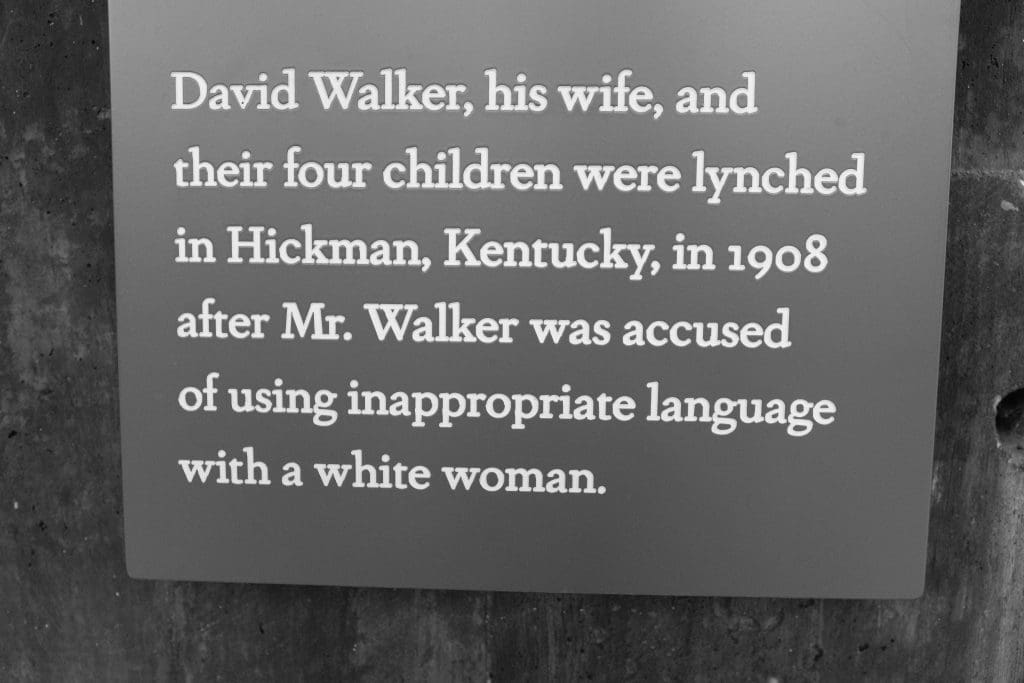 David Walker, his wife, and
their four children were lynched
in Hickman, Kentucky, in 1908
after Mr. Walker was accused
of using inappropriate language
with a white woman.